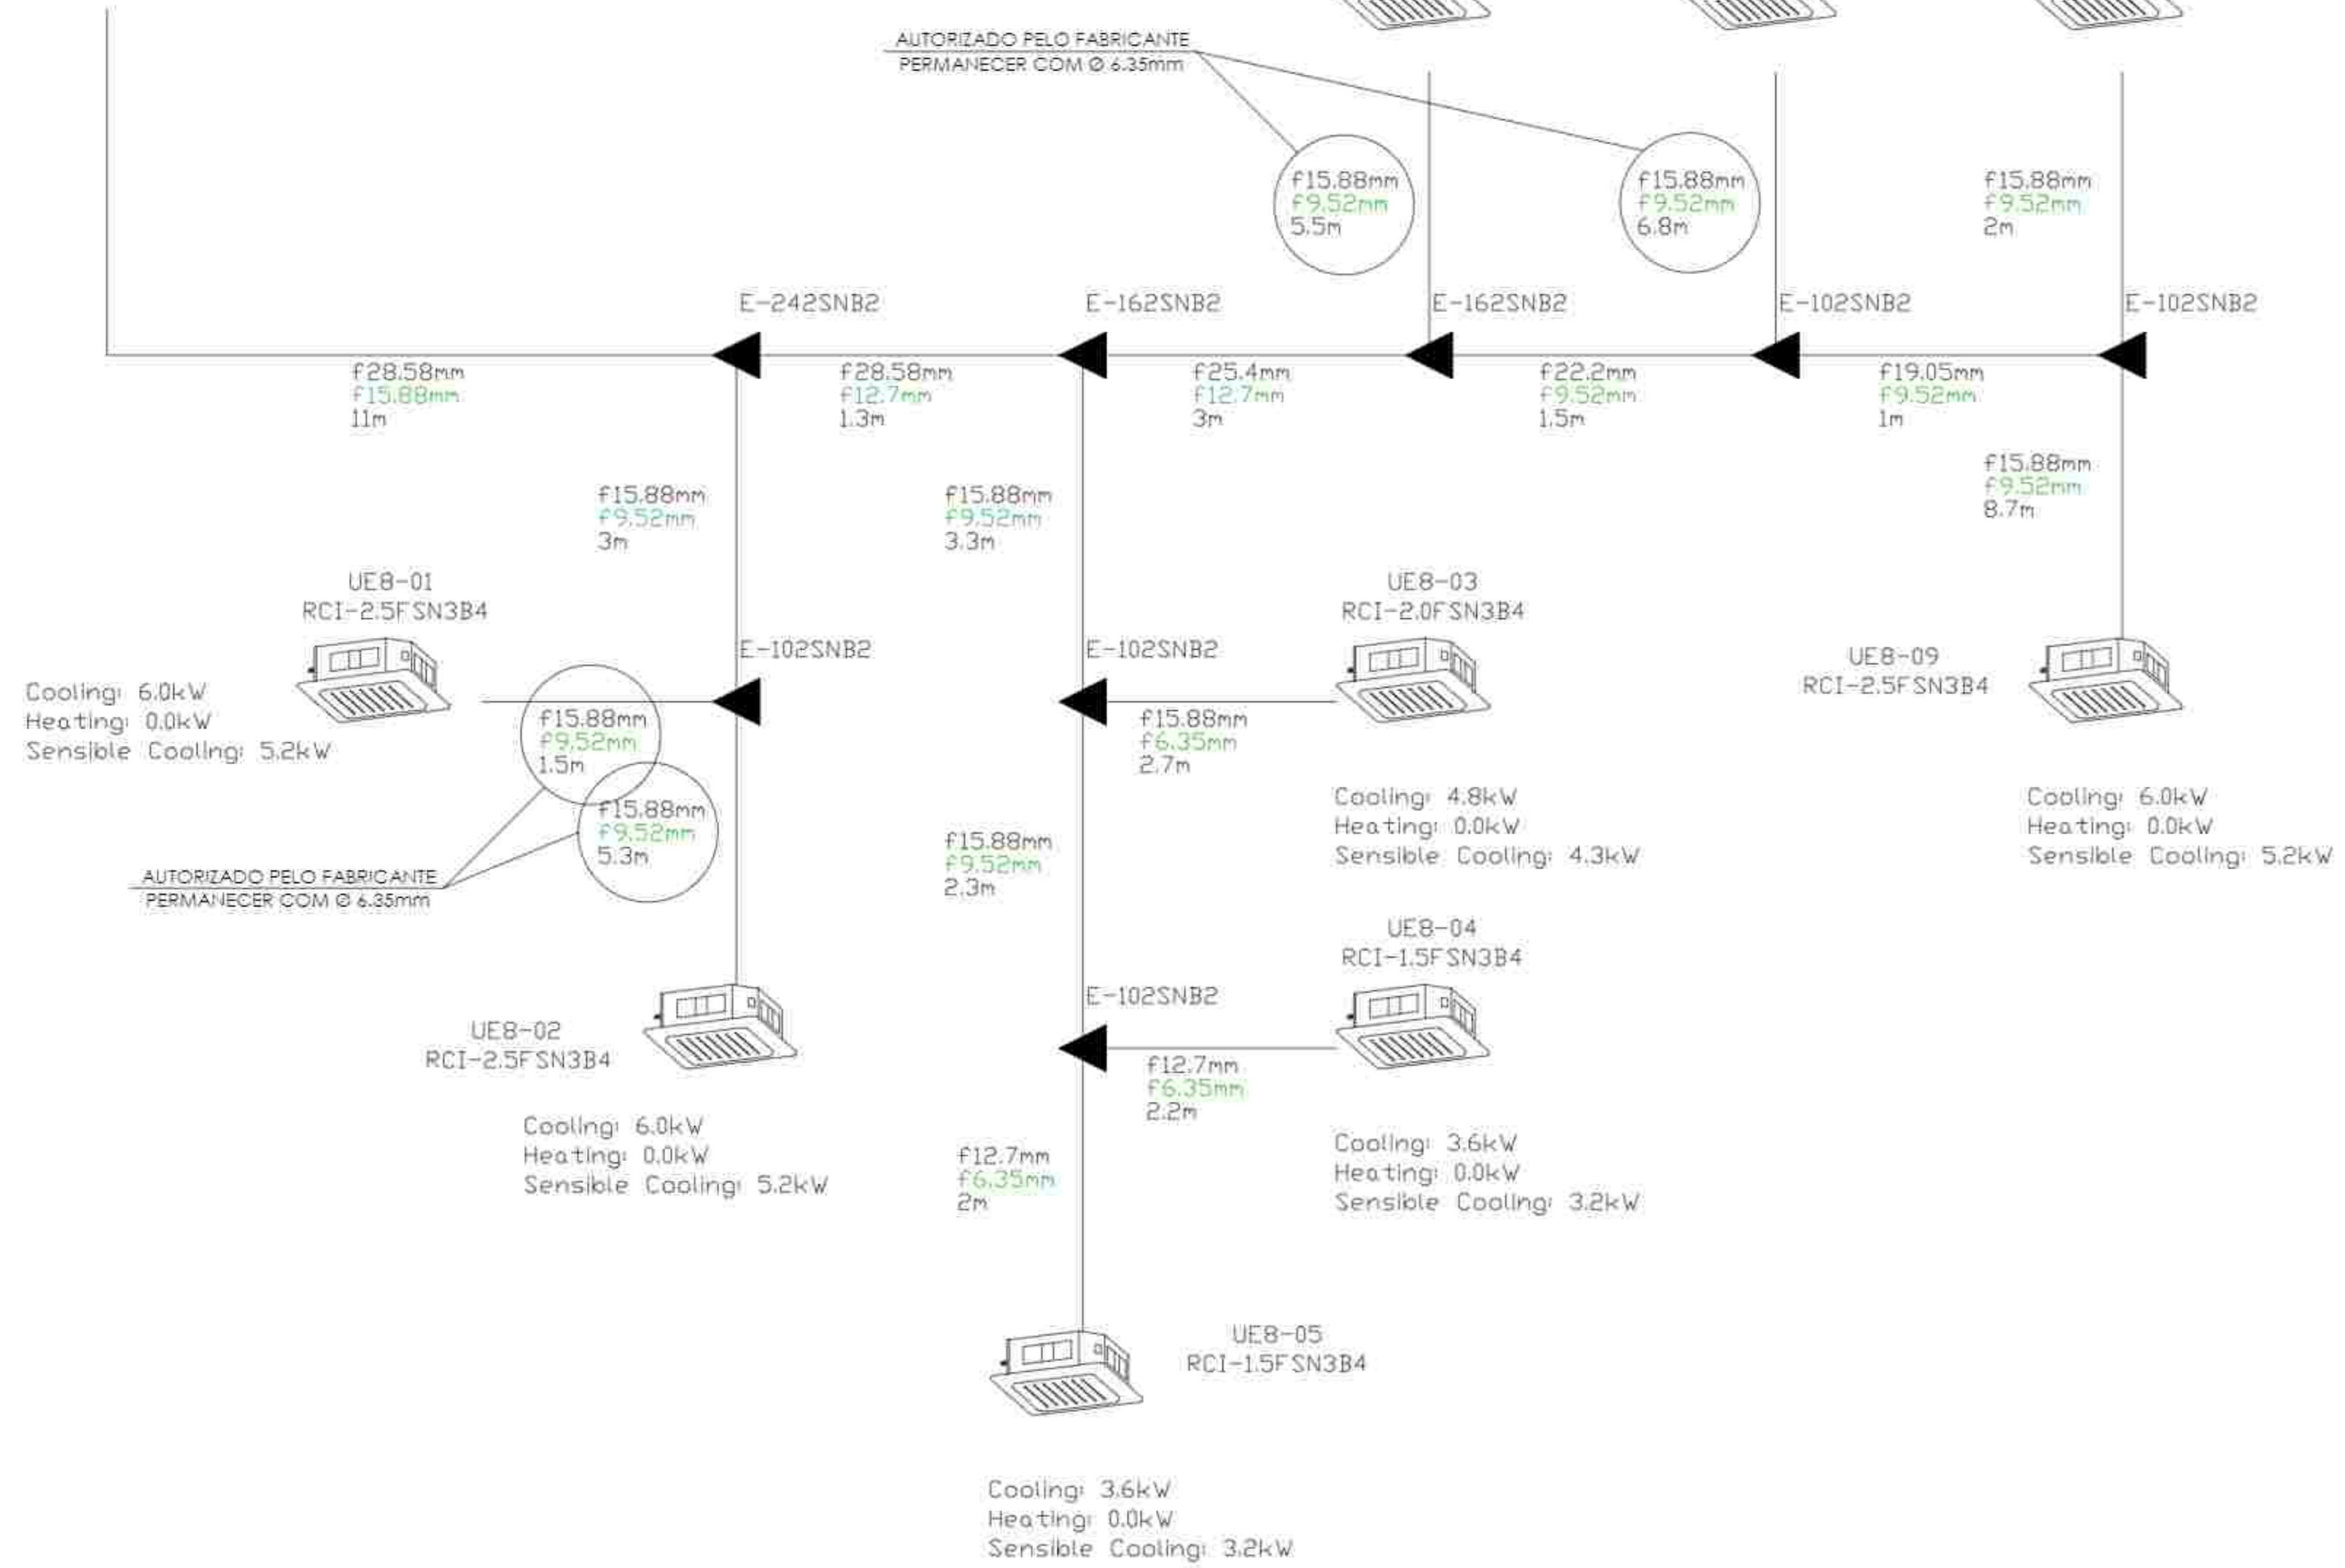 AUTORIZADO PELO FABRICANTE
PERMANECER COM Ø 6.35mm
f15.88mm
f9.52mm
5.5m
f15.88mm
f9.52mm
6.8m
f15.88mm
f9.52mm
2m
E-242SNB2
E-162SNB2
E-162SNB2
E-102SNB2
E-102SNB2
f28.58mm
f15.88mm
11m
f28.58mm
f12.7mm
1.3m
f25.4mm
f12.7mm
3m
f22.2mm
f9.52mm
1.5m
f19.05mm
f9.52mm
1m
f15.88mm
f9.52mm
3m
f15.88mm
f9.52mm
3.3m
f15.88mm
f9.52mm
8.7m
UE8-01
RCI-2.5FSN3B4
Cooling: 6.0kW
Heating: 0.0kW
Sensible Cooling: 5.2kW
E-102SNB2
f15.88mm
f9.52mm
1.5m
f15.88mm
f9.52mm
5.3m
AUTORIZADO PELO FABRICANTE
PERMANECER COM Ø 6.35mm
E-102SNB2
f15.88mm
f6.35mm
2.7m
UE8-03
RCI-2.0FSN3B4
Cooling: 4.8kW
Heating: 0.0kW
Sensible Cooling: 4.3kW
UE8-09
RCI-2.5FSN3B4
Cooling: 6.0kW
Heating: 0.0kW
Sensible Cooling: 5.2kW
f15.88mm
f9.52mm
2.3m
UE8-02
RCI-2.5FSN3B4
Cooling: 6.0kW
Heating: 0.0kW
Sensible Cooling: 5.2kW
E-102SNB2
f12.7mm
f6.35mm
2.2m
UE8-04
RCI-1.5FSN3B4
Cooling: 3.6kW
Heating: 0.0kW
Sensible Cooling: 3.2kW
f12.7mm
f6.35mm
2m
UE8-05
RCI-1.5FSN3B4
Cooling: 3.6kW
Heating: 0.0kW
Sensible Cooling: 3.2kW